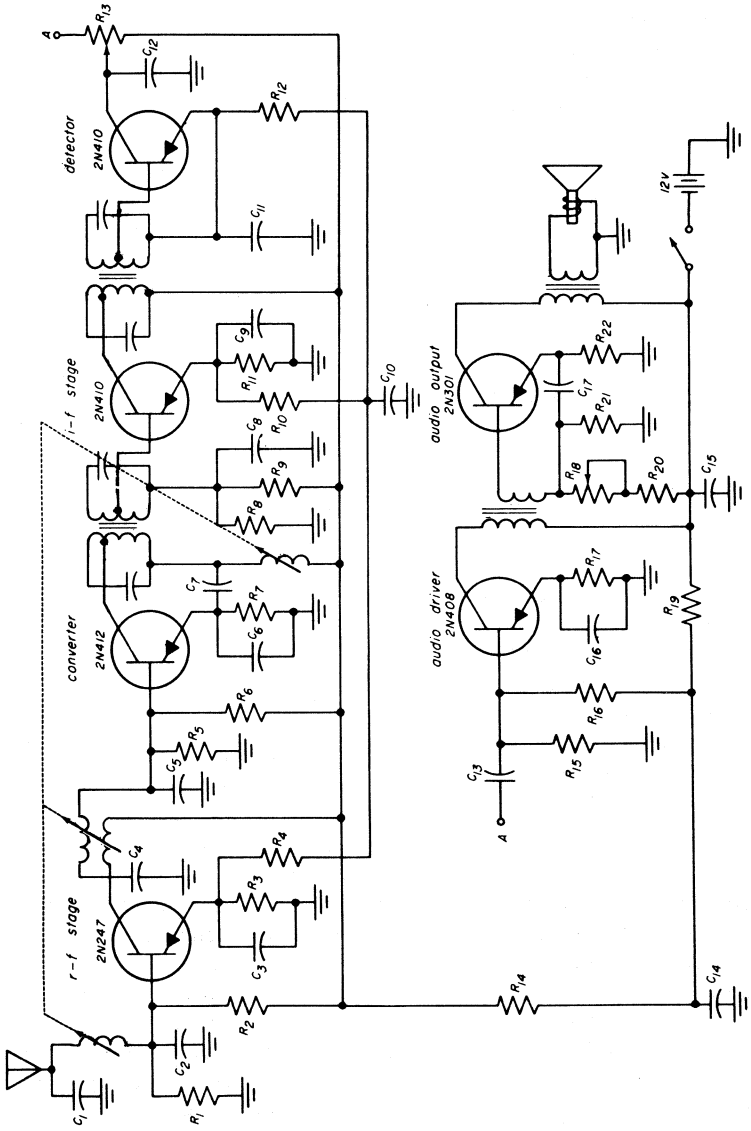 r-f stage
2N247
C1
R1
C2
R2
C3
R3
R4
C4
converter
2N412
C5
R5
R6
C6
R7
C7
i-f stage
2N410
R8
R9
C8
R10
R11
C9
C10
detector
2N410
C11
R12
C12
R13
A
R14
C14
A
C13
R15
R16
audio driver
2N408
C16
R17
R19
audio output
2N301
R18
R20
C15
R21
C17
R22
12v